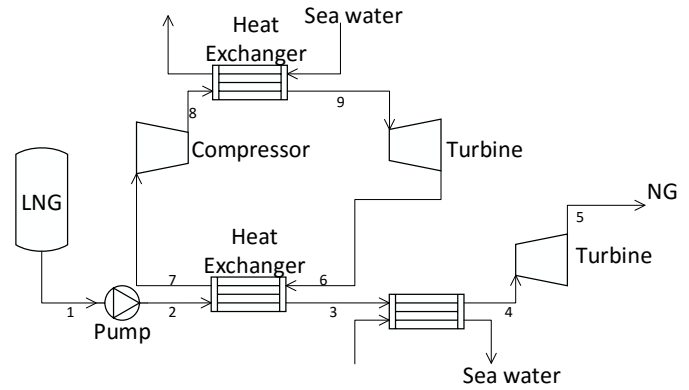 Sea water
Heat
Exchanger
8
9
Compressor
Turbine
LNG
NG
5
Heat
Exchanger
Turbine
7
6
1
2
3
4
Pump
Sea water